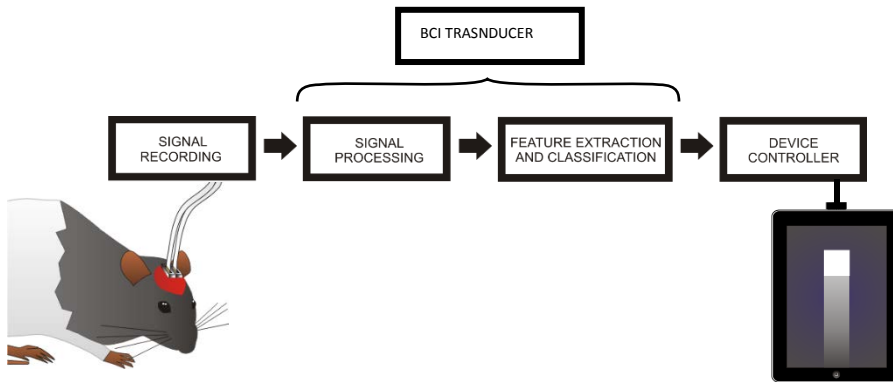 BCI TRASNDUCER
SIGNAL
RECORDING
SIGNAL
PROCESSING
FEATURE EXTRACTION
AND CLASSIFICATION
DEVICE
CONTROLLER